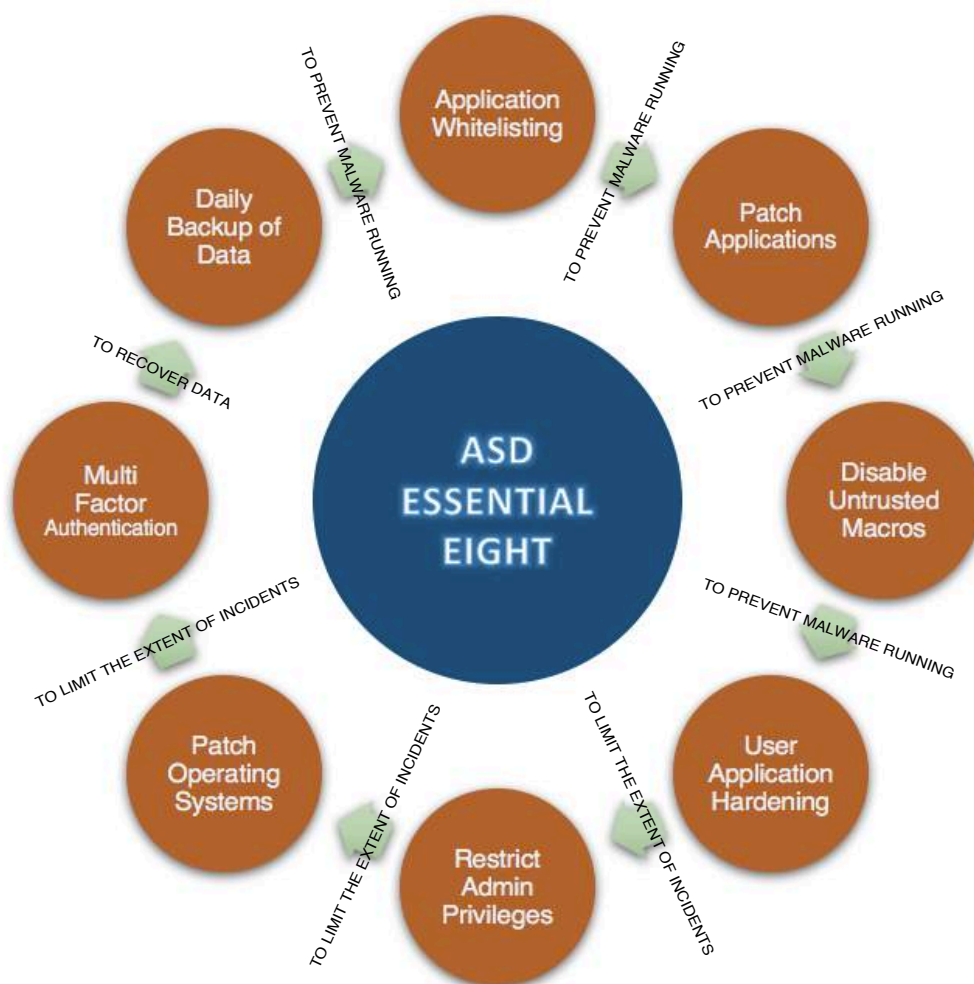 Application
Whitelisting
TO PREVENT MALWARE RUNNING
Patch
Applications
TO PREVENT MALWARE RUNNING
Disable
Untrusted
Macros
TO PREVENT MALWARE RUNNING
User
Application
Hardening
TO LIMIT THE EXTENT OF INCIDENTS
Restrict
Admin
Privileges
TO LIMIT THE EXTENT OF INCIDENTS
Patch
Operating
Systems
TO LIMIT THE EXTENT OF INCIDENTS
Multi
Factor
Authentication
TO RECOVER DATA
Daily
Backup of
Data
TO PREVENT MALWARE RUNNING
ASD
ESSENTIAL
EIGHT